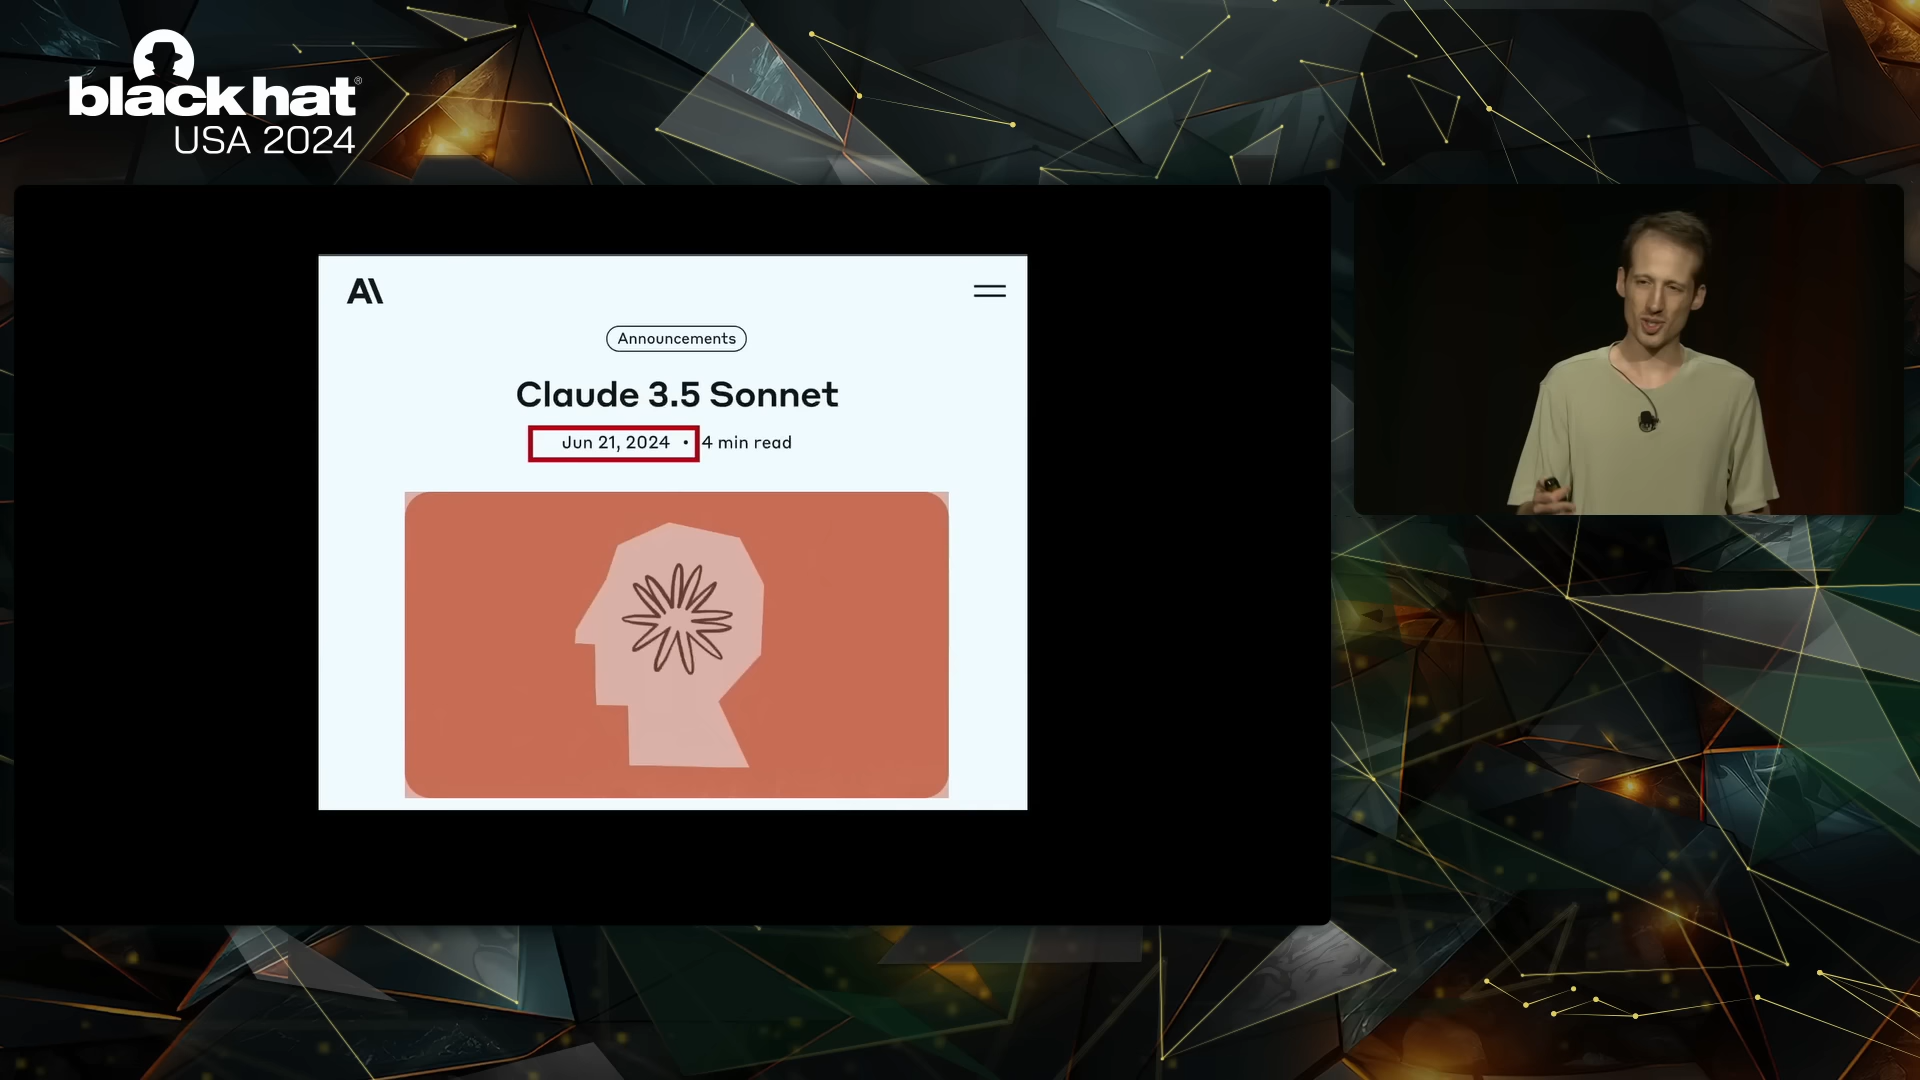 black hat®
USA 2024
A\
Announcements
Claude 3.5 Sonnet
Jun 21, 2024 • 4 min read